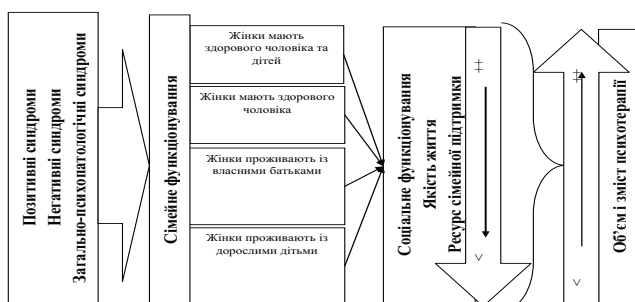 Позитивні синдроми
Негативні синдроми
Загально-психопатологічні синдроми
Сімейне функціонування
Жінки мають
здорового чоловіка та
дітей
Жінки мають здорового
чоловіка
Жінки проживають із
власними батьками
Жінки проживають із
дорослими дітьми
Соціальне функціонування
Якість життя
Ресурс сімейної підтримки
‡
<
‡
<
Об’єм і зміст психотерапії